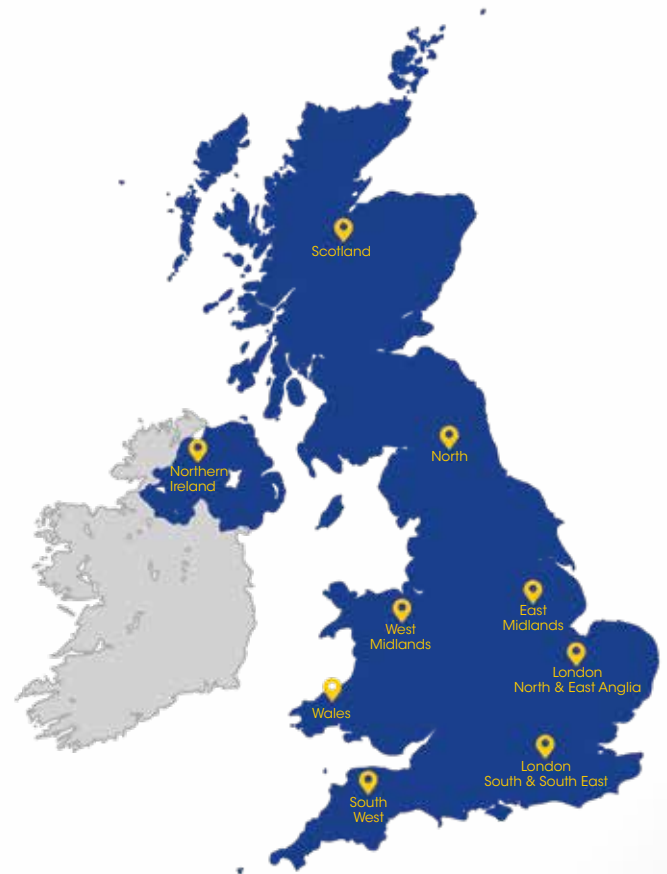 Scotland
North
Northern
Ireland
East
Midlands
West
Midlands
London
North & East Anglia
Wales
London
South & South East
South
West